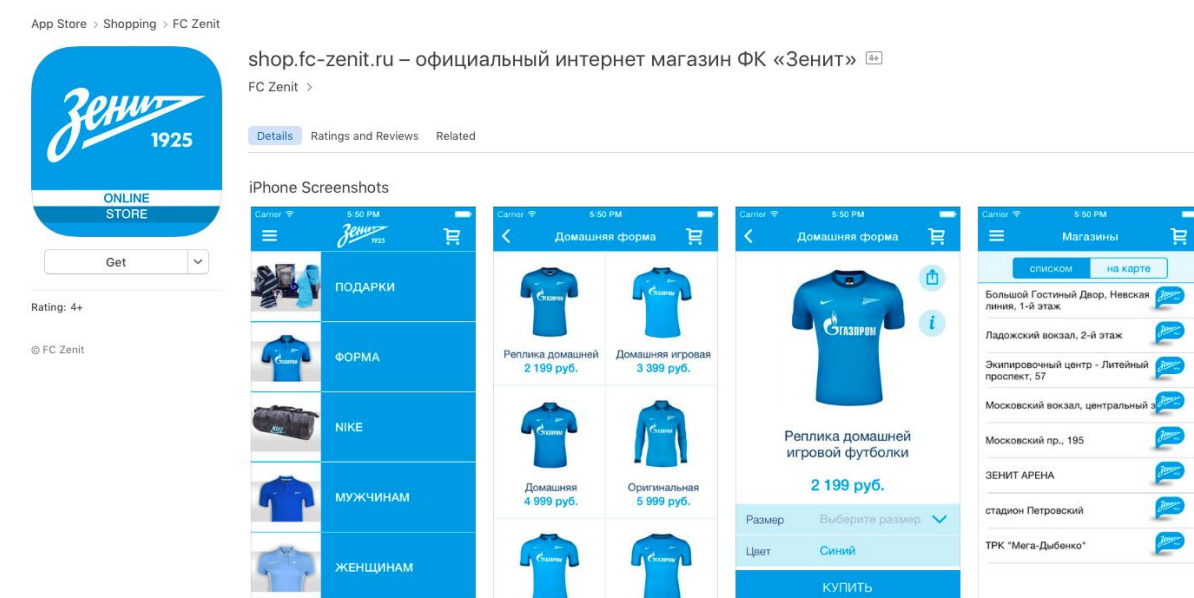 App Store > Shopping > FC Zenit
Зенит
1925
ONLINE
STORE
Get
Rating: 4+
© FC Zenit
shop.fc-zenit.ru – официальный интернет магазин ФК «Зенит» 4+
FC Zenit >
Details Ratings and Reviews Related
iPhone Screenshots
Carrier 5:50 PM
Зенит 1925
ПОДАРКИ
ФОРМА
NIKE
МУЖЧИНАМ
ЖЕНЩИНАМ
Carrier 5:50 PM
Домашняя форма
Реплика домашней
2 199 руб.
Домашняя игровая
3 399 руб.
Домашняя
4 999 руб.
Оригинальная
5 999 руб.
Carrier 5:50 PM
Домашняя форма
ГАЗПРОМ
Реплика домашней
игровой футболки
2 199 руб.
Размер Выберите размер
Цвет Синий
КУПИТЬ
Carrier 5:50 PM
Магазины
списком на карте
Большой Гостиный Двор, Невская
линия, 1-й этаж
Ладожский вокзал, 2-й этаж
Экипировочный центр - Литейный
проспект, 57
Московский вокзал, центральный
Московский пр., 195
ЗЕНИТ АРЕНА
стадион Петровский
ТРК "Мега-Дыбенко"